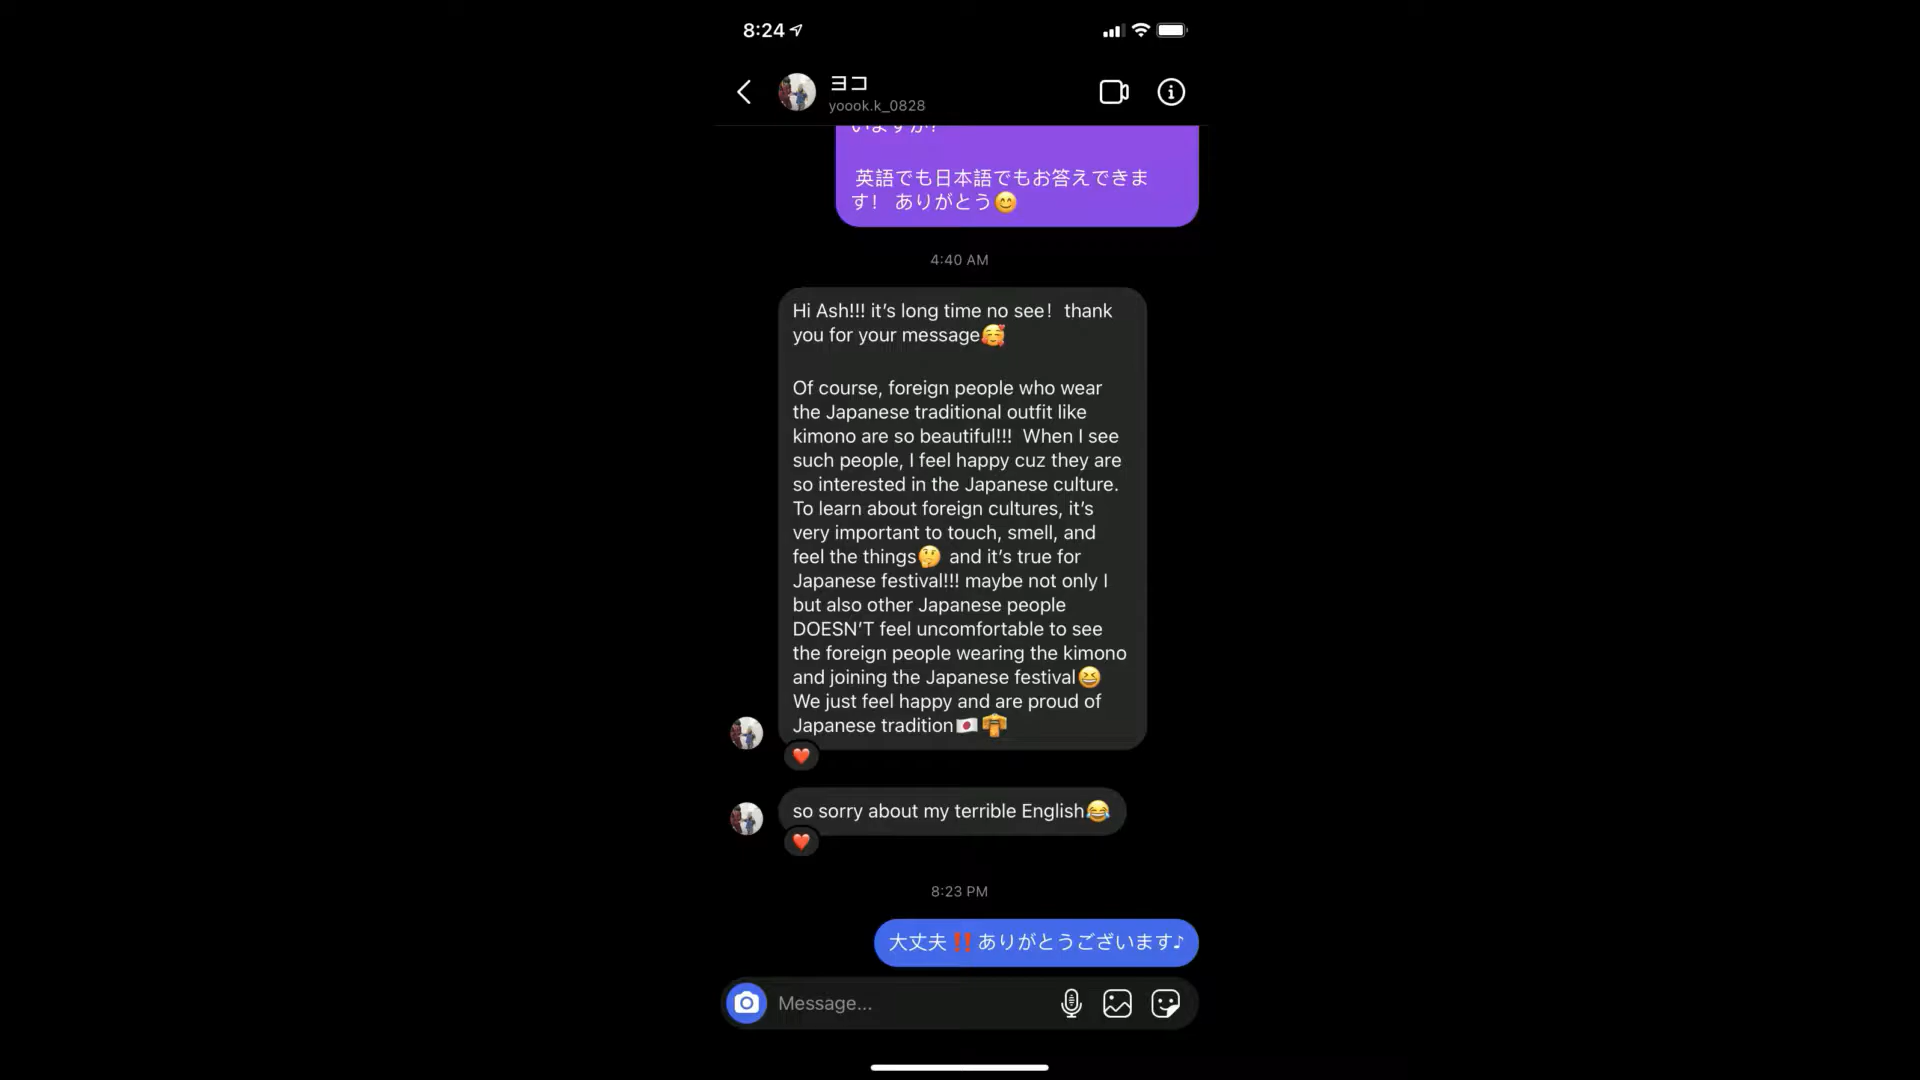 8:24
ヨコ
yoook.k_0828
いますか?
英語でも日本語でもお答えできま
す! ありがとう😊
4:40 AM
Hi Ash!!! it’s long time no see! thank
you for your message🥰
Of course, foreign people who wear
the Japanese traditional outfit like
kimono are so beautiful!!! When I see
such people, I feel happy cuz they are
so interested in the Japanese culture.
To learn about foreign cultures, it’s
very important to touch, smell, and
feel the things🤔 and it’s true for
Japanese festival!!! maybe not only I
but also other Japanese people
DOESN’T feel uncomfortable to see
the foreign people wearing the kimono
and joining the Japanese festival😆
We just feel happy and are proud of
Japanese tradition🇯🇵👘
so sorry about my terrible English😂
8:23 PM
大丈夫‼️ありがとうございます♪
Message...